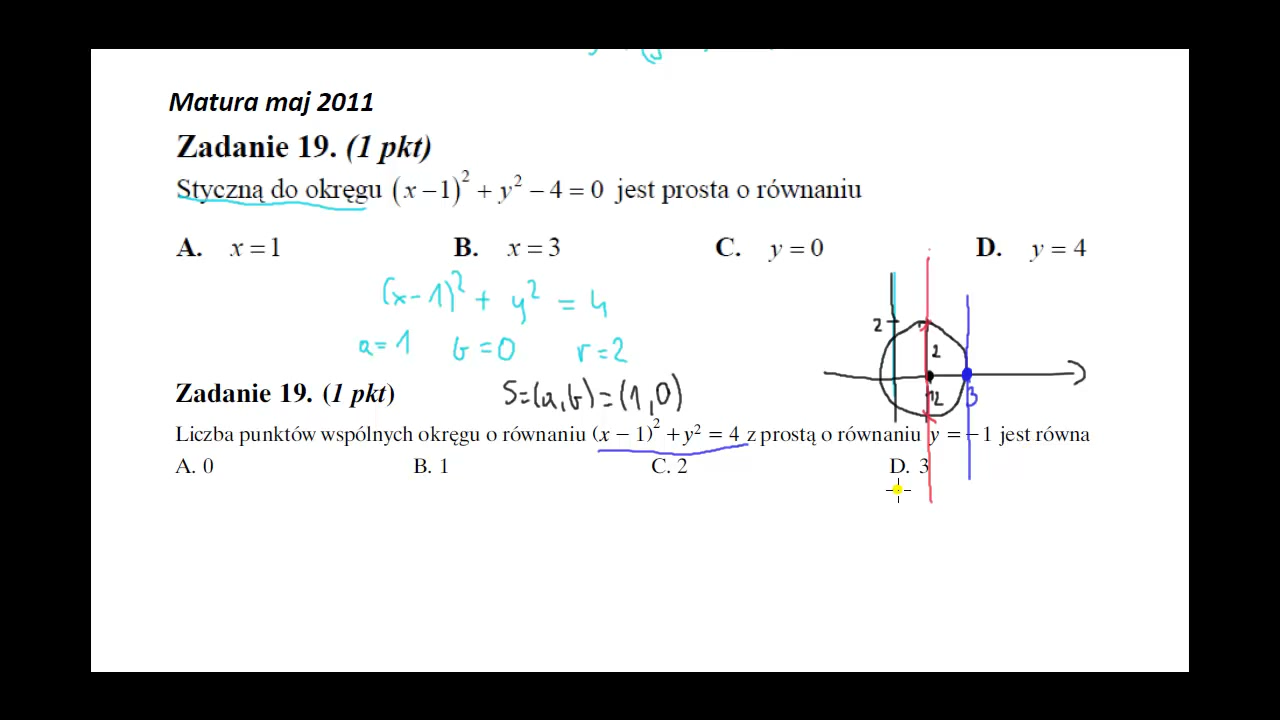 Matura maj 2011
Zadanie 19. (1 pkt)
Styczną do okręgu (x – 1)² + y² – 4 = 0 jest prosta o równaniu
A. x = 1 B. x = 3 C. y = 0 D. y = 4
(x – 1)² + y² = 4
a = 1 b = 0 r = 2
2
2
12
3
Zadanie 19. (1 pkt)
S = (a, b) = (1, 0)
Liczba punktów wspólnych okręgu o równaniu (x − 1)² + y² = 4 z prostą o równaniu y = −1 jest równa
A. 0 B. 1 C. 2 D. 3